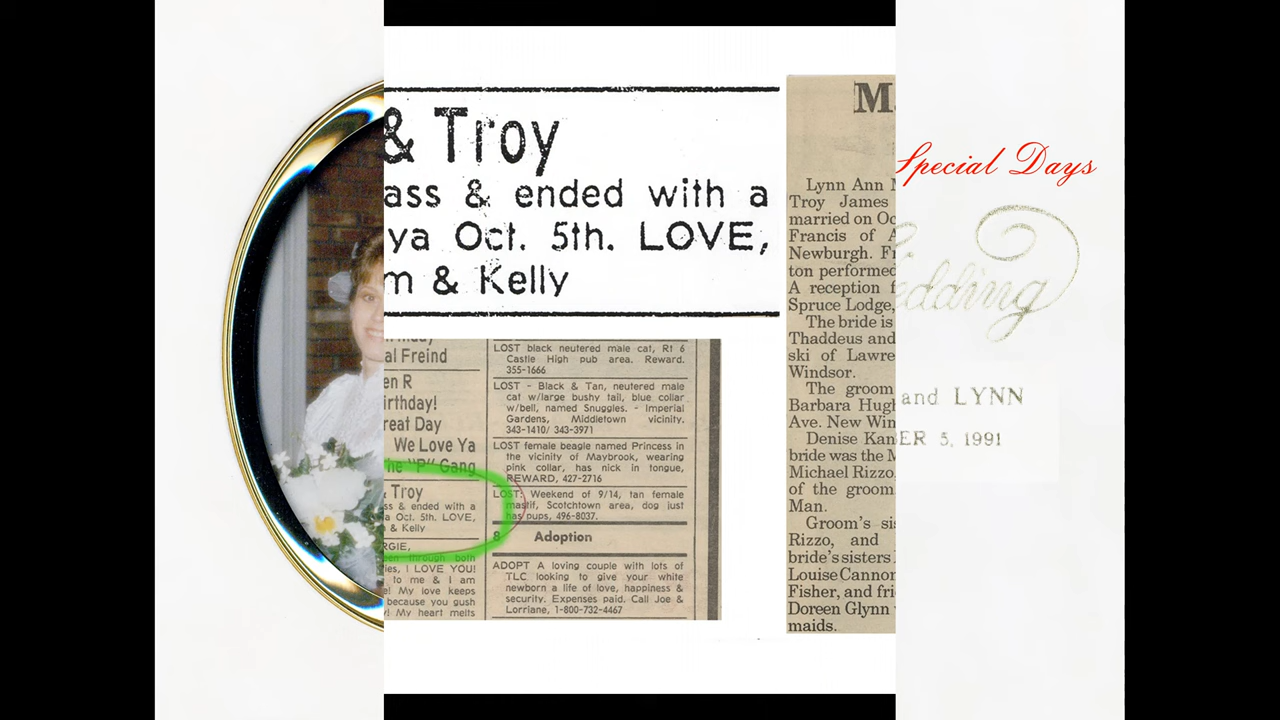 & Troy
ass & ended with a
ya Oct. 5th. LOVE,
m & Kelly
al Freind
en R
irthday!
reat Day
We Love Ya
he "P" Gang
Troy
ss & ended with a
a Oct. 5th. LOVE,
& Kelly
RGIE,
een through both
les, I LOVE YOU!
to me & I am
e! My love keeps
because you gush
y! My heart melts
LOST black neutered male cat, Rt 6
Castle High pub area. Reward.
355-1666
LOST - Black & Tan, neutered male
cat w/large bushy tail, blue collar
w/bell, named Snuggles. - Imperial
Gardens, Middletown vicinity.
343-1410/ 343-3971
LOST female beagle named Princess in
the vicinity of Maybrook, wearing
pink collar, has nick in tongue,
REWARD, 427-2716
LOST: Weekend of 9/14, tan female
mastif, Scotchtown area, dog just
has pups, 496-8037.
8 Adoption
ADOPT A loving couple with lots of
TLC looking to give your white
newborn a life of love, happiness &
security. Expenses paid. Call Joe &
Lorriane, 1-800-732-4467
M
Lynn Ann M
Troy James
married on Oc
Francis of A
Newburgh. Fr
ton performed
A reception f
Spruce Lodge,
The bride is
Thaddeus and
ski of Lawre
Windsor.
The groom
Barbara Hugh
Ave. New Win
Denise Kan
bride was the M
Michael Rizzo
of the groom
Man.
Groom's sis
Rizzo, and
bride's sisters
Louise Cannon
Fisher, and frie
Doreen Glynn
maids.
Special Days
edding
and LYNN
ER 5, 1991